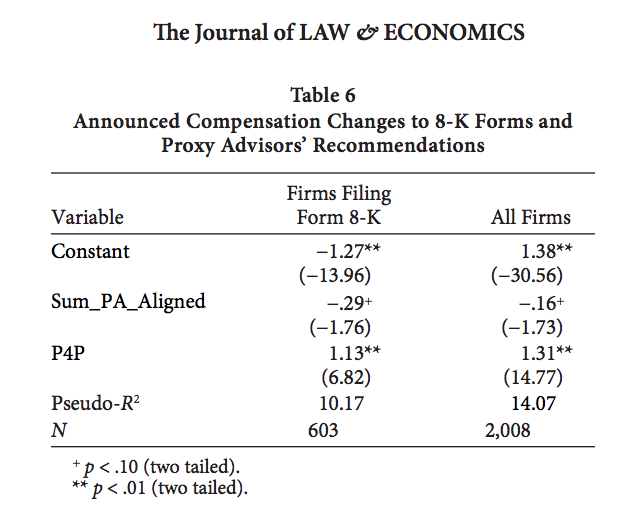 The Journal of LAW & ECONOMICS
Table 6
Announced Compensation Changes to 8-K Forms and
Proxy Advisors’ Recommendations
Firms Filing
Variable Form 8-K All Firms
Constant −1.27** 1.38**
(−13.96) (−30.56)
Sum_PA_Aligned −.29+ −.16+
(−1.76) (−1.73)
P4P 1.13** 1.31**
(6.82) (14.77)
Pseudo-R² 10.17 14.07
N 603 2,008
+ p < .10 (two tailed).
** p < .01 (two tailed).